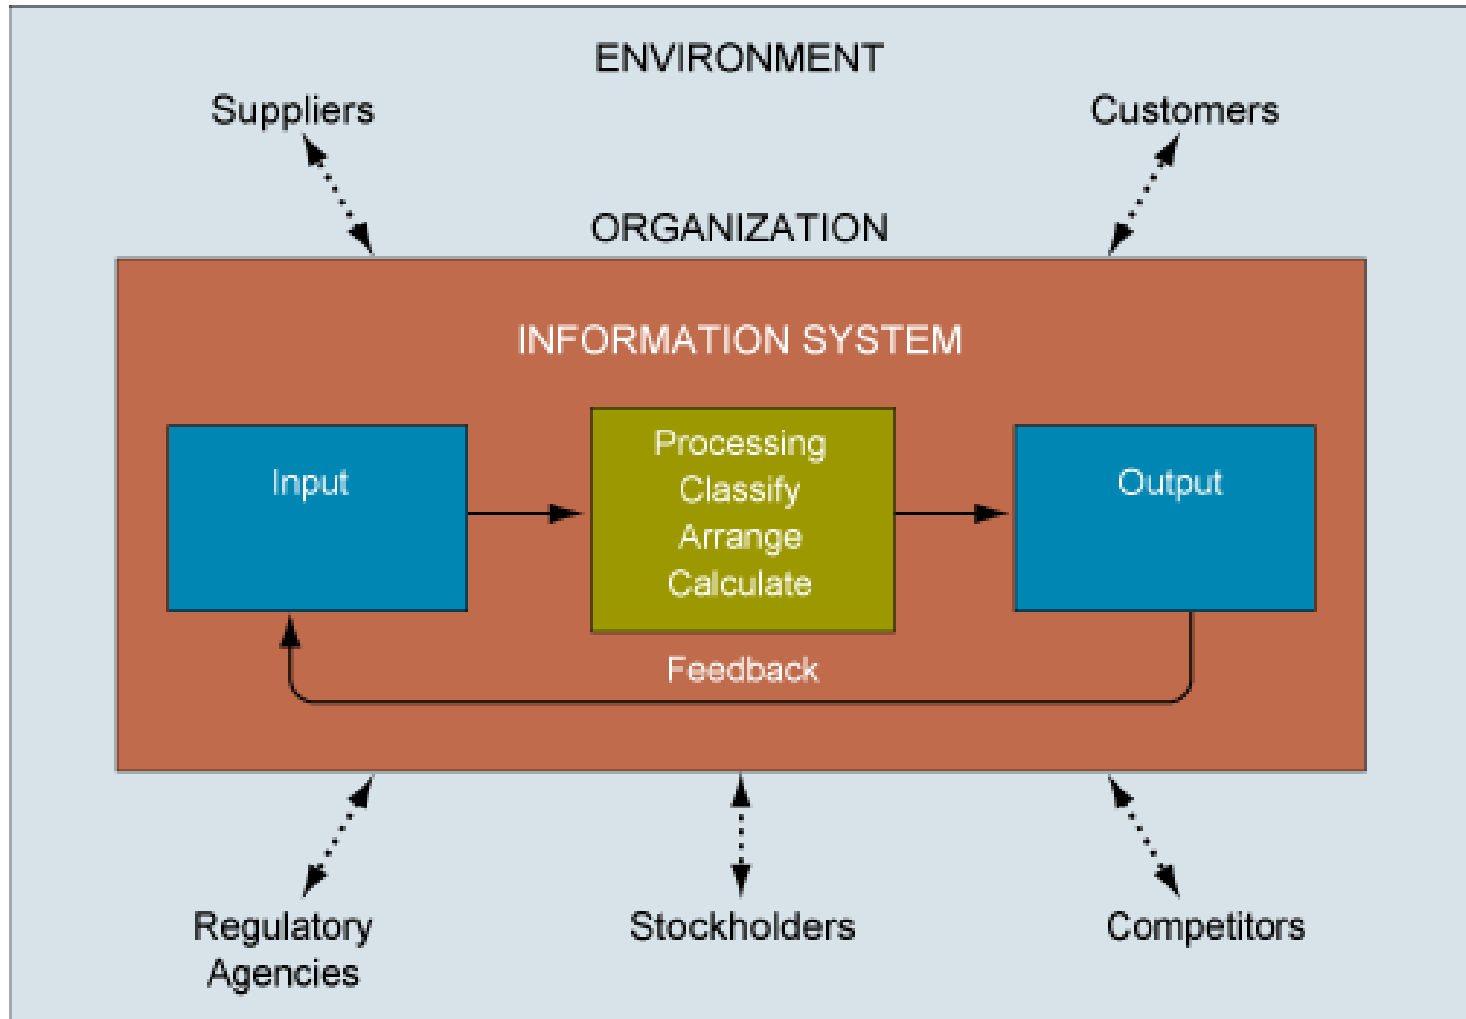 ENVIRONMENT
Suppliers
Customers
ORGANIZATION
INFORMATION SYSTEM
Input
Processing
Classify
Arrange
Calculate
Output
Feedback
Regulatory
Agencies
Stockholders
Competitors